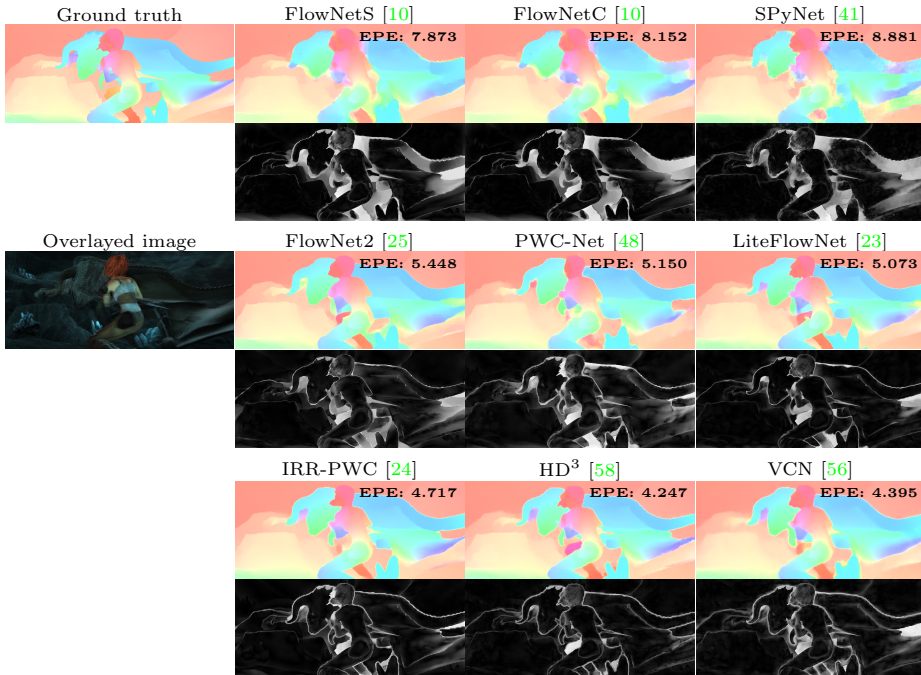 Ground truth
FlowNetS [10]
FlowNetC [10]
SPyNet [41]
EPE: 7.873
EPE: 8.152
EPE: 8.881
Overlayed image
FlowNet2 [25]
PWC-Net [48]
LiteFlowNet [23]
EPE: 5.448
EPE: 5.150
EPE: 5.073
IRR-PWC [24]
HD³ [58]
VCN [56]
EPE: 4.717
EPE: 4.247
EPE: 4.395